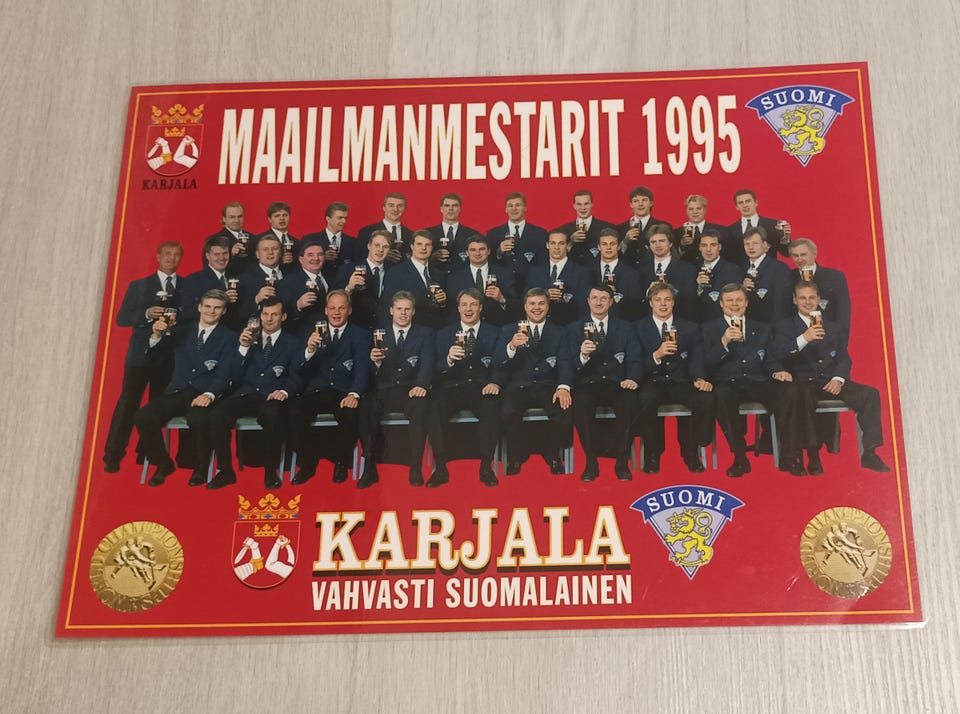 KARJALA
MAAILMANMESTARIT 1995
SUOMI
KARJALA
VAHVASTI SUOMALAINEN
SUOMI